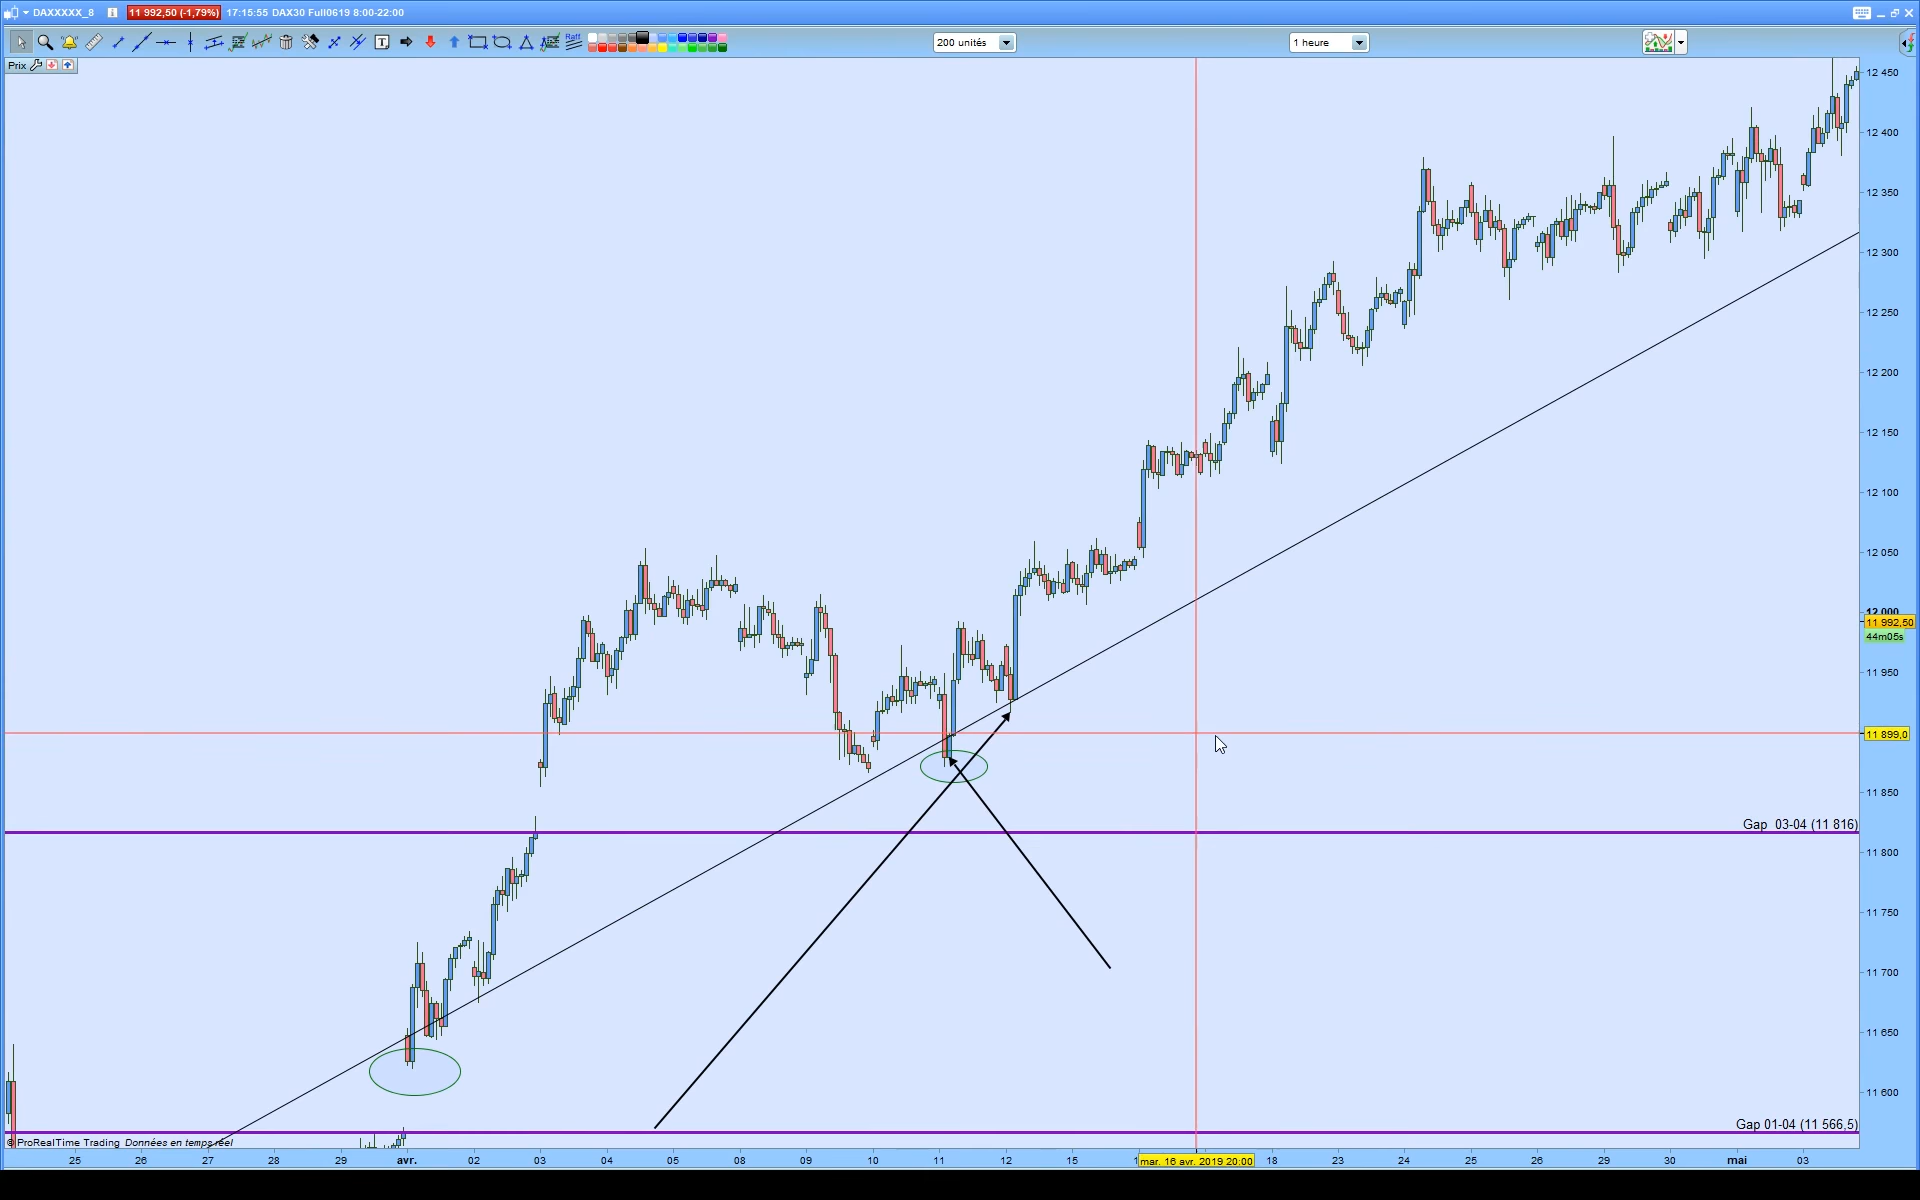 DAXXXXX_8 11 992,50 (-1,79%) 17:15:55 DAX30 Full0619 8:00-22:00
Raff 200 unités 1 heure
Prix
12 450
12 400
12 350
12 300
12 250
12 200
12 150
12 100
12 050
12 000
11 992,50
44m05s
11 950
11 899,0
11 850
Gap 03-04 (11 816)
11 800
11 750
11 700
11 650
11 600
Gap 01-04 (11 566,5)
© ProRealTime Trading Données en temps réel
25 26 27 28 29 avr. 02 03 04 05 08 09 10 11 12 15 mar. 16 avr. 2019 20:00 18 23 24 25 26 29 30 mai 03